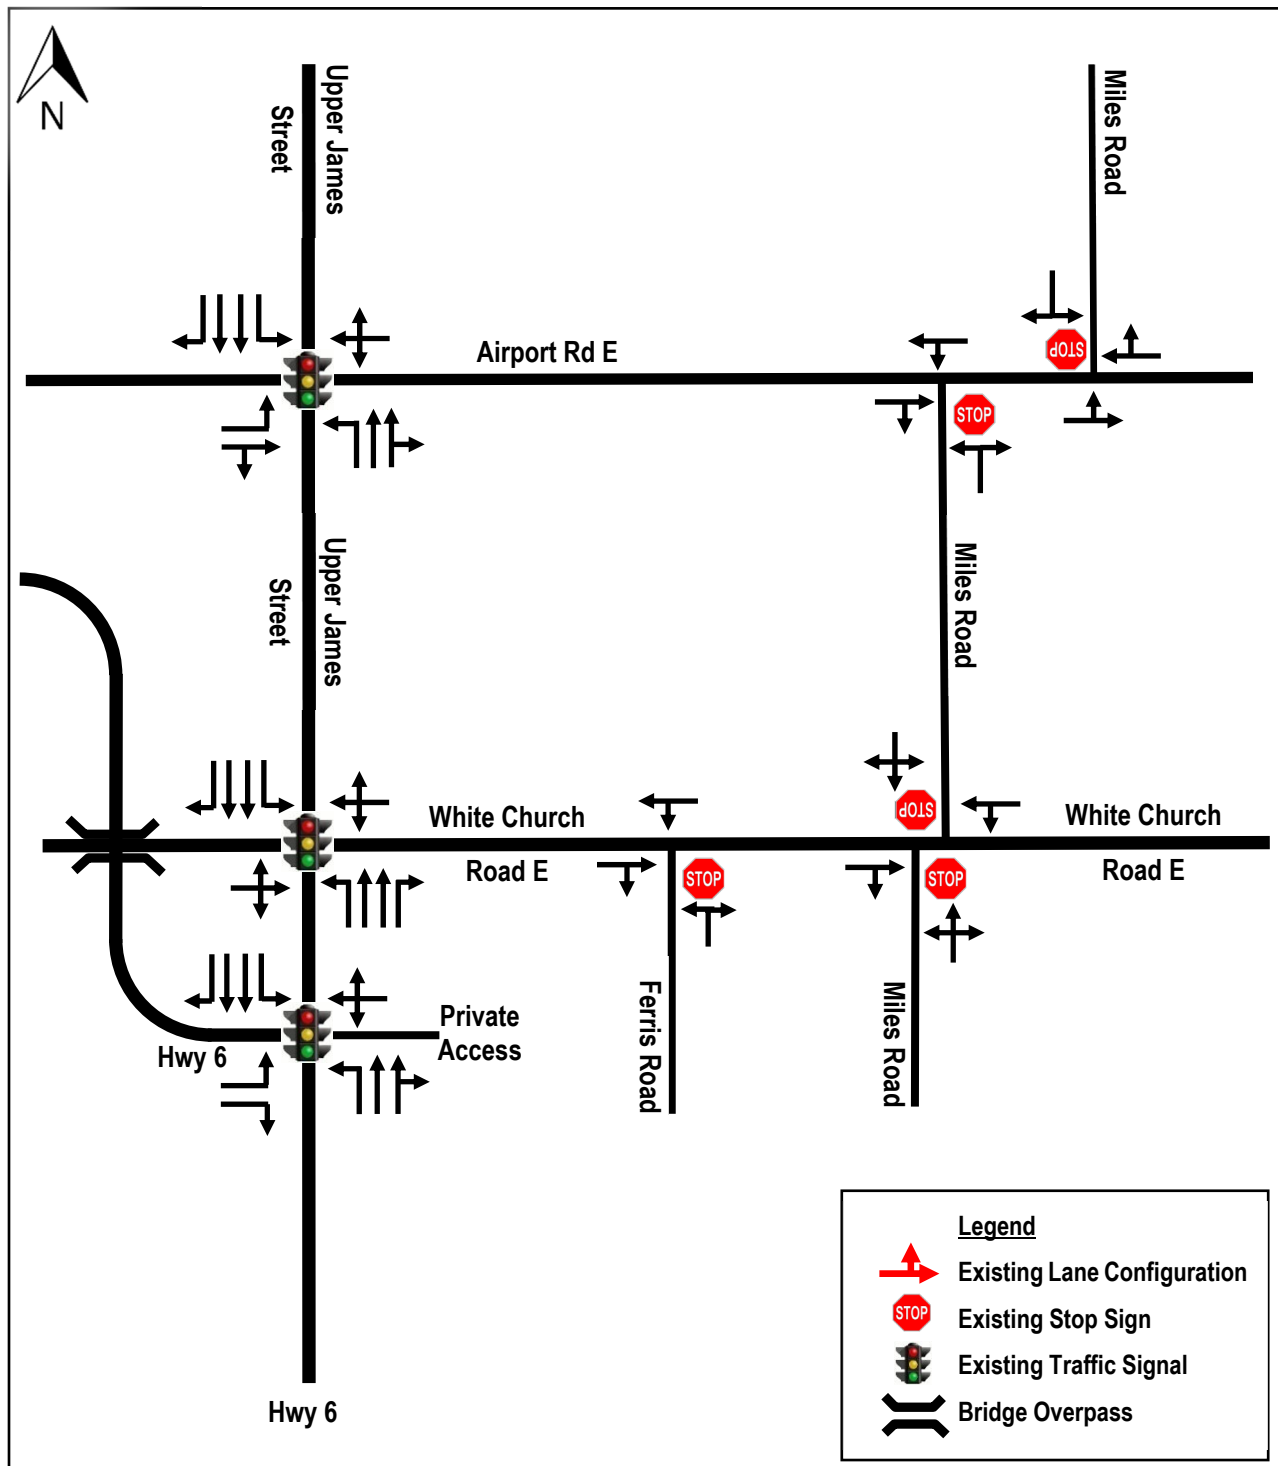 N
Upper James
Street
Miles Road
Airport Rd E
STOP
STOP
Upper James
Street
Miles Road
White Church
Road E
STOP
White Church
Road E
STOP
STOP
Ferris Road
Miles Road
Private
Access
Hwy 6
Hwy 6
Legend
Existing Lane Configuration
STOP
Existing Stop Sign
Existing Traffic Signal
Bridge Overpass